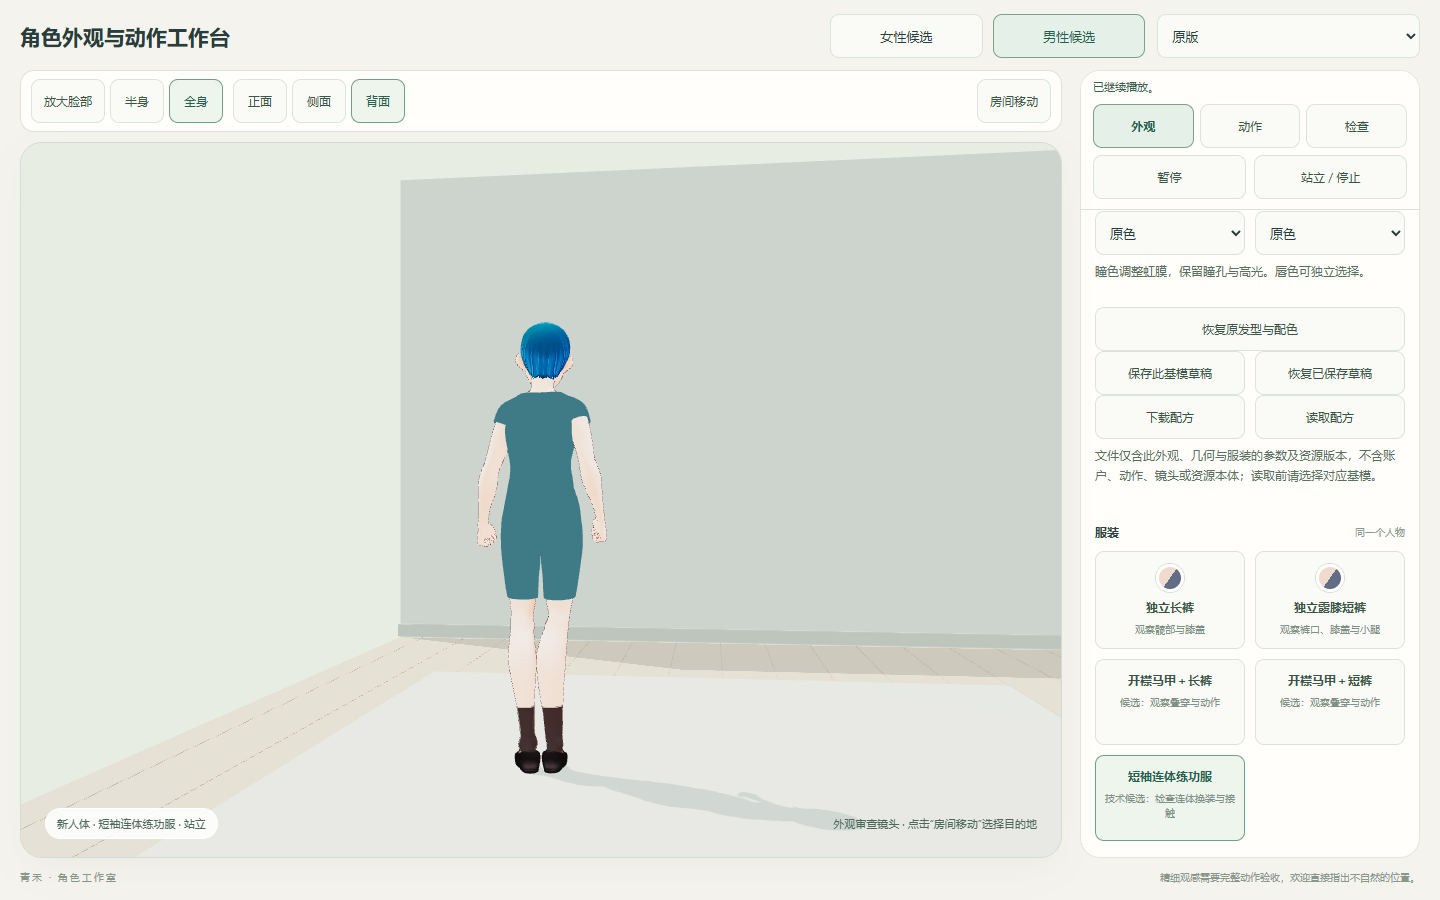 角色外观与动作工作台
女性候选
男性候选
原版
放大脸部
半身
全身
正面
侧面
背面
房间移动
已继续播放。
外观
动作
检查
暂停
站立 / 停止
原色
原色
瞳色调整虹膜，保留瞳孔与高光。唇色可独立选择。
恢复原发型与配色
保存此基模草稿
恢复已保存草稿
下载配方
读取配方
文件仅含此外观、几何与服装的参数及资源版本，不含账
户、动作、镜头或资源本体；读取前请选择对应基模。
服装
同一个人物
独立长裤
观察髋部与膝盖
独立露膝短裤
观察裤口、膝盖与小腿
开襟马甲 + 长裤
候选：观察叠穿与动作
开襟马甲 + 短裤
候选：观察叠穿与动作
短袖连体练功服
技术候选：检查连体换装与接
触
新人体 · 短袖连体练功服 · 站立
外观审查镜头 · 点击“房间移动”选择目的地
青禾 · 角色工作室
精细观感需要完整动作验收，欢迎直接指出不自然的位置。